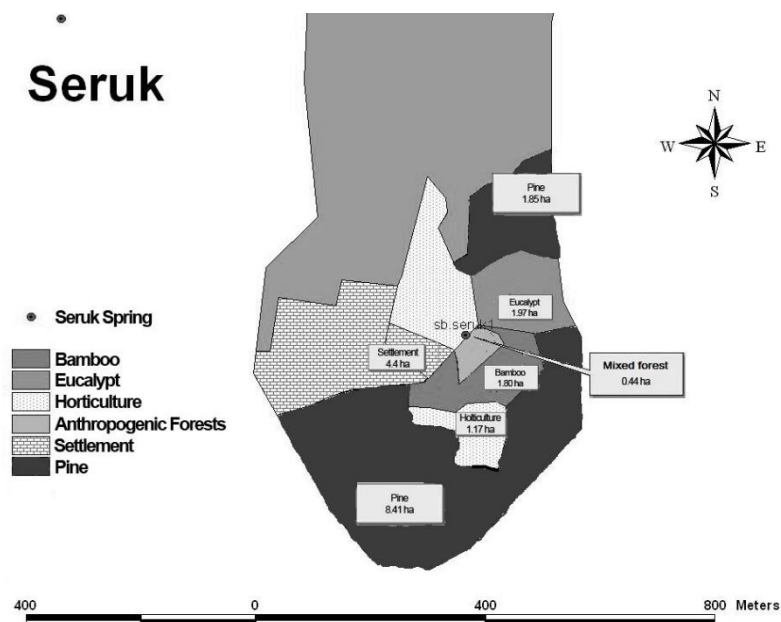 Seruk
N
W
E
S
Pine
1.85 ha
Eucalypt
1.97 ha
sb.seruk1
Settlement
4.4 ha
Mixed forest
0.44 ha
Bamboo
1.80 ha
Holticulture
1.17 ha
Pine
8.41 ha
Seruk Spring
Bamboo
Eucalypt
Horticulture
Anthropogenic Forests
Settlement
Pine
400 0 400 800 Meters